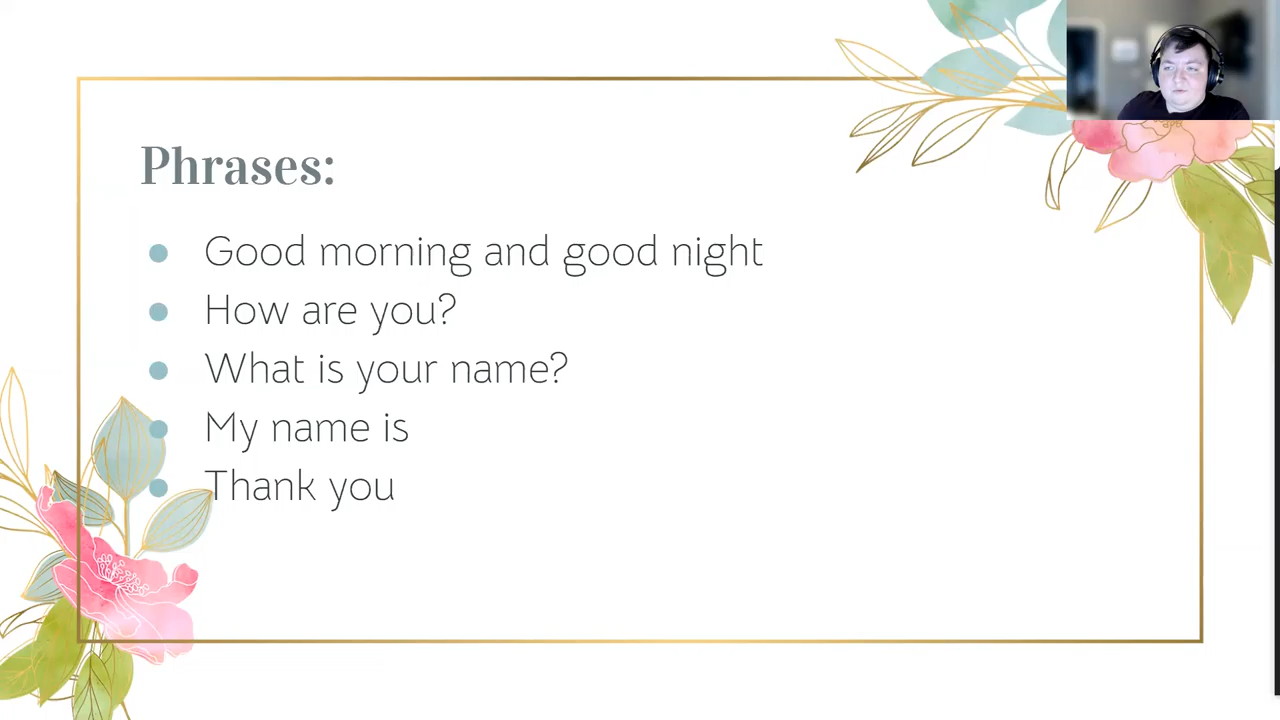 Phrases:
Good morning and good night
How are you?
What is your name?
My name is
Thank you